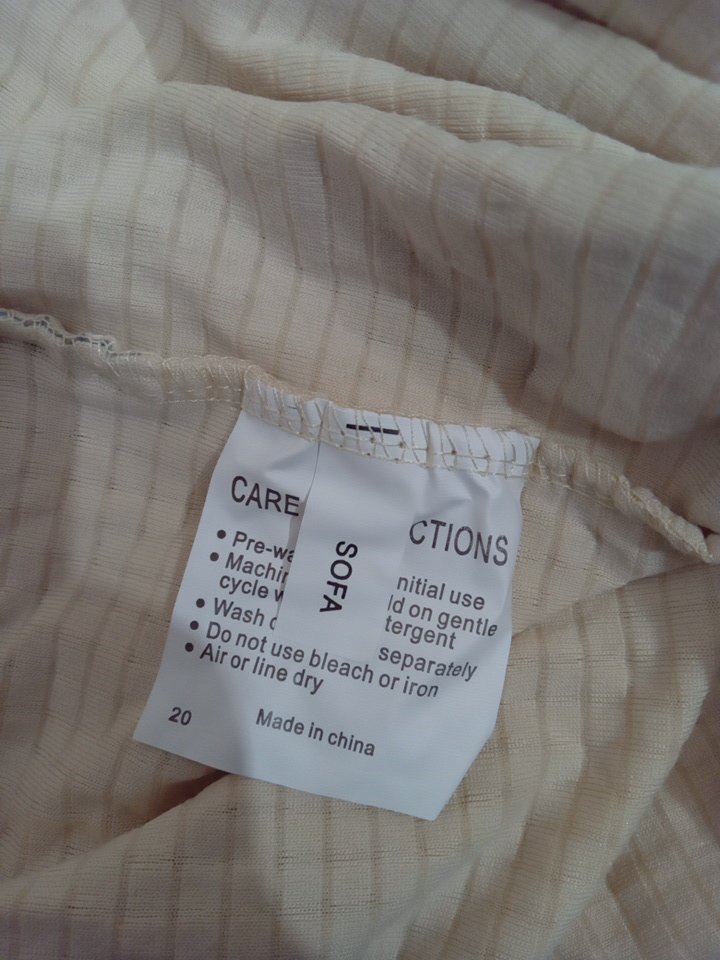 CARE CTIONS
• Pre-wa nitial use
• Machin ld on gentle
cycle w tergent
• Wash c separately
• Do not use bleach or iron
• Air or line dry
20 Made in china
SOFA